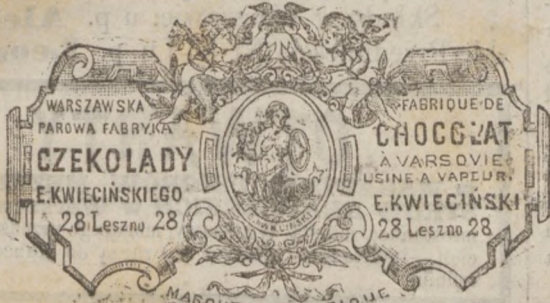 WARSZAWSKA
PAROWA FABRYKA
CZEKOLADY
E.KWIECIŃSKIEGO
28 Leszno 28
FABRIQUE DE
CHOCOLAT
À VARSOVIE
USINE A VAPEUR.
E.KWIECIŃSKI
28 Leszno 28